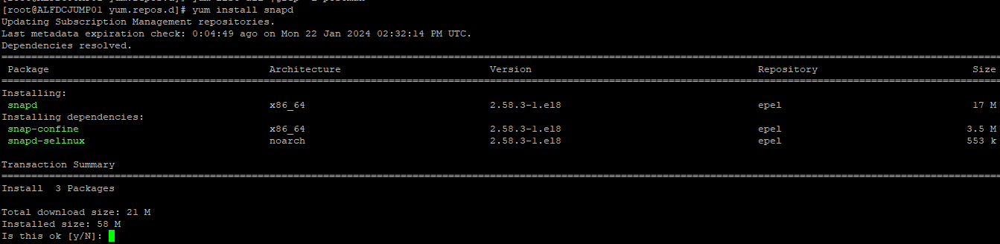 [root@ALFDCJUMP01 yum.repos.d]# yum install snapd
Updating Subscription Management repositories.
Last metadata expiration check: 0:04:49 ago on Mon 22 Jan 2024 02:32:14 PM UTC.
Dependencies resolved.
Package Architecture Version Repository Size
Installing:
snapd x86_64 2.58.3-1.el8 epel 17 M
Installing dependencies:
snap-confine x86_64 2.58.3-1.el8 epel 3.5 M
snapd-selinux noarch 2.58.3-1.el8 epel 553 k
Transaction Summary
Install 3 Packages
Total download size: 21 M
Installed size: 58 M
Is this ok [y/N]: